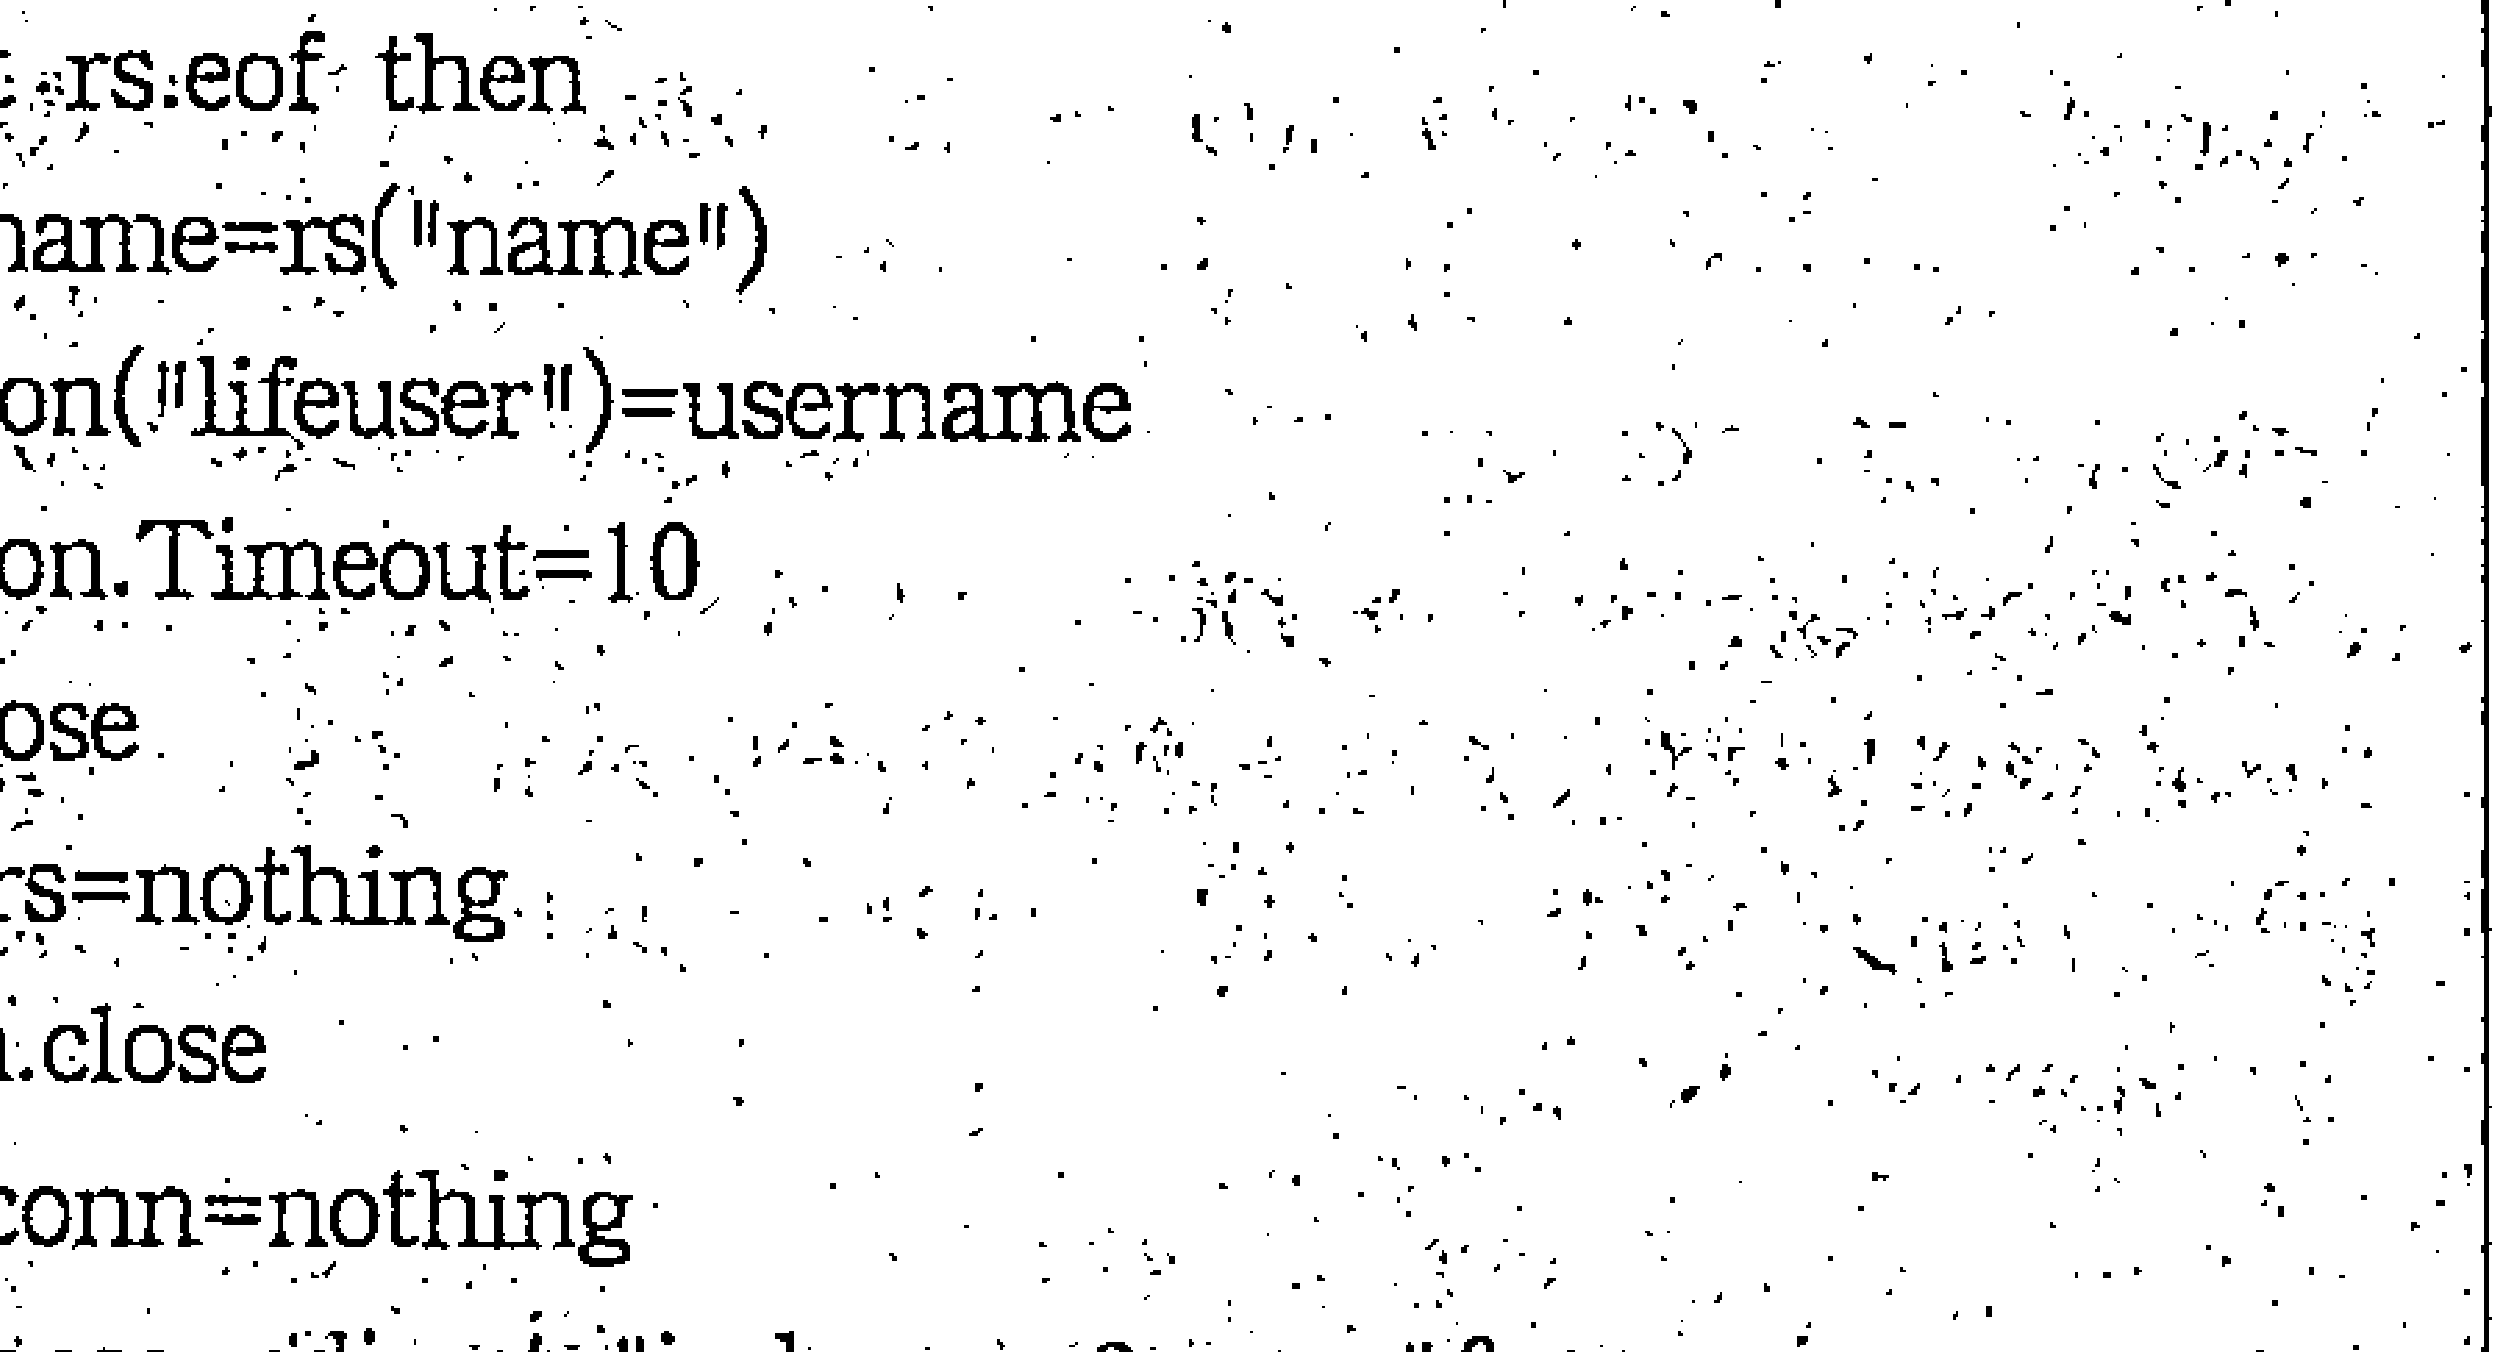 rs.eof then
name=rs("name")
on("lifeuser")=username
on.Timeout=10
ose
rs=nothing
.close
conn=nothing